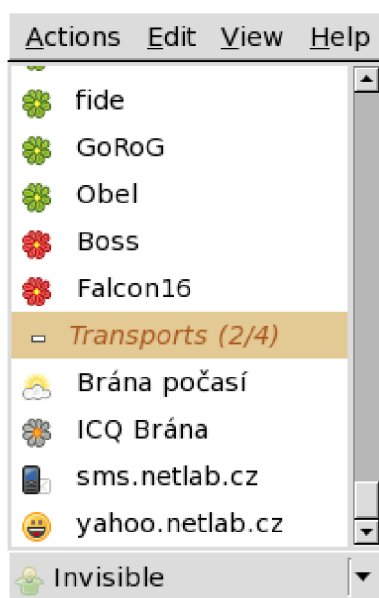 Actions Edit View Help
fide
GoRoG
Obel
Boss
Falcon16
Transports (2/4)
Brána počasí
ICQ Brána
sms.netlab.cz
yahoo.netlab.cz
Invisible